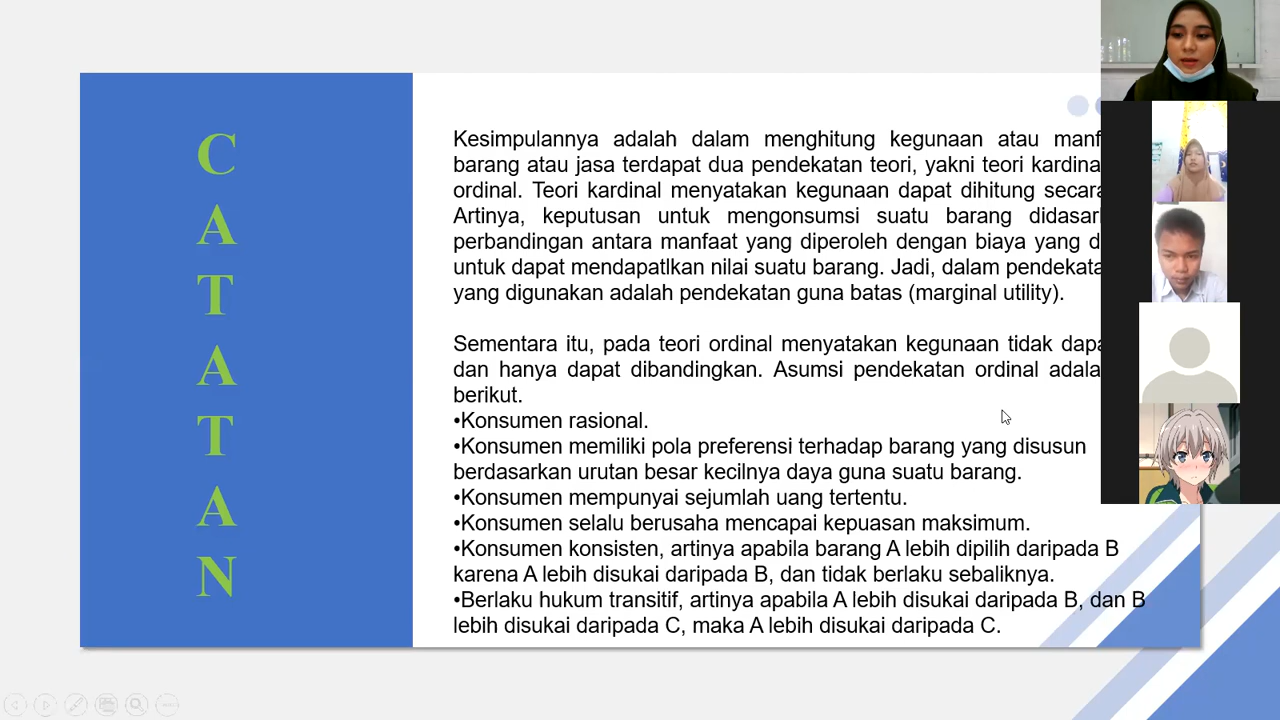 C
A
T
A
T
A
N
Kesimpulannya adalah dalam menghitung kegunaan atau
barang atau jasa terdapat dua pendekatan teori, yakni teori
ordinal. Teori kardinal menyatakan kegunaan dapat dihitung secara
Artinya, keputusan untuk mengonsumsi suatu barang
perbandingan antara manfaat yang diperoleh dengan biaya yang
untuk dapat mendapatlkan nilai suatu barang. Jadi, dalam
yang digunakan adalah pendekatan guna batas (marginal utility).
Sementara itu, pada teori ordinal menyatakan kegunaan tidak
dan hanya dapat dibandingkan. Asumsi pendekatan ordinal
berikut.
•Konsumen rasional.
•Konsumen memiliki pola preferensi terhadap barang yang disusun
berdasarkan urutan besar kecilnya daya guna suatu barang.
•Konsumen mempunyai sejumlah uang tertentu.
•Konsumen selalu berusaha mencapai kepuasan maksimum.
•Konsumen konsisten, artinya apabila barang A lebih dipilih daripada B
karena A lebih disukai daripada B, dan tidak berlaku sebaliknya.
•Berlaku hukum transitif, artinya apabila A lebih disukai daripada B, dan B
lebih disukai daripada C, maka A lebih disukai daripada C.